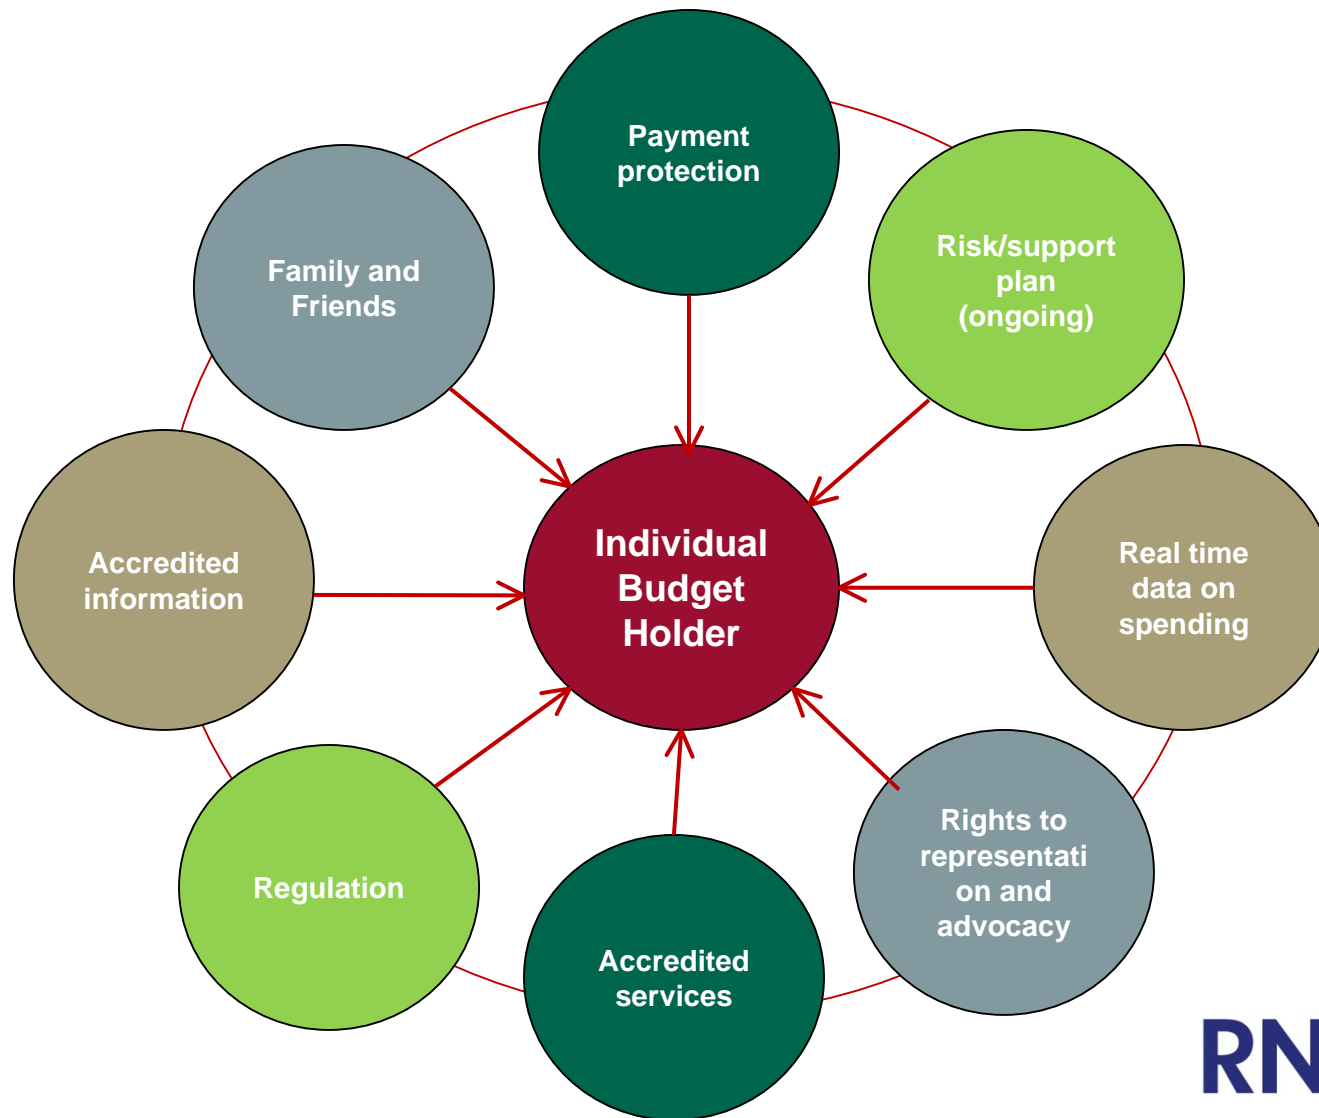 Payment
protection
Risk/support
plan
(ongoing)
Family and
Friends
Individual
Budget
Holder
Accredited
information
Real time
data on
spending
Rights to
representati
on and
advocacy
Regulation
Accredited
services
RN